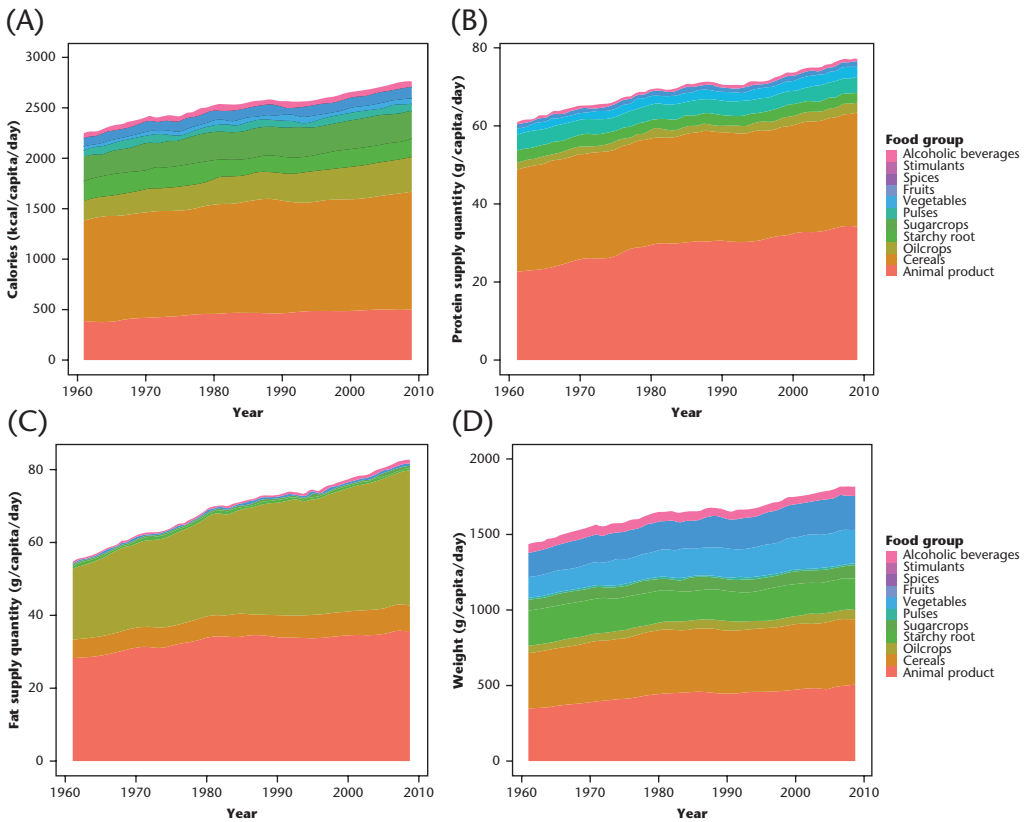 (A)
3000
2500
2000
1500
1000
500
0
Calories (kcal/capita/day)
1960 1970 1980 1990 2000 2010
Year
(B)
80
60
40
20
0
Protein supply quantity (g/capita/day)
1960 1970 1980 1990 2000 2010
Year
Food group
Alcoholic beverages
Stimulants
Spices
Fruits
Vegetables
Pulses
Sugarcrops
Starchy root
Oilcrops
Cereals
Animal product
(C)
80
60
40
20
0
Fat supply quantity (g/capita/day)
1960 1970 1980 1990 2000 2010
Year
(D)
2000
1500
1000
500
0
Weight (g/capita/day)
1960 1970 1980 1990 2000 2010
Year
Food group
Alcoholic beverages
Stimulants
Spices
Fruits
Vegetables
Pulses
Sugarcrops
Starchy root
Oilcrops
Cereals
Animal product